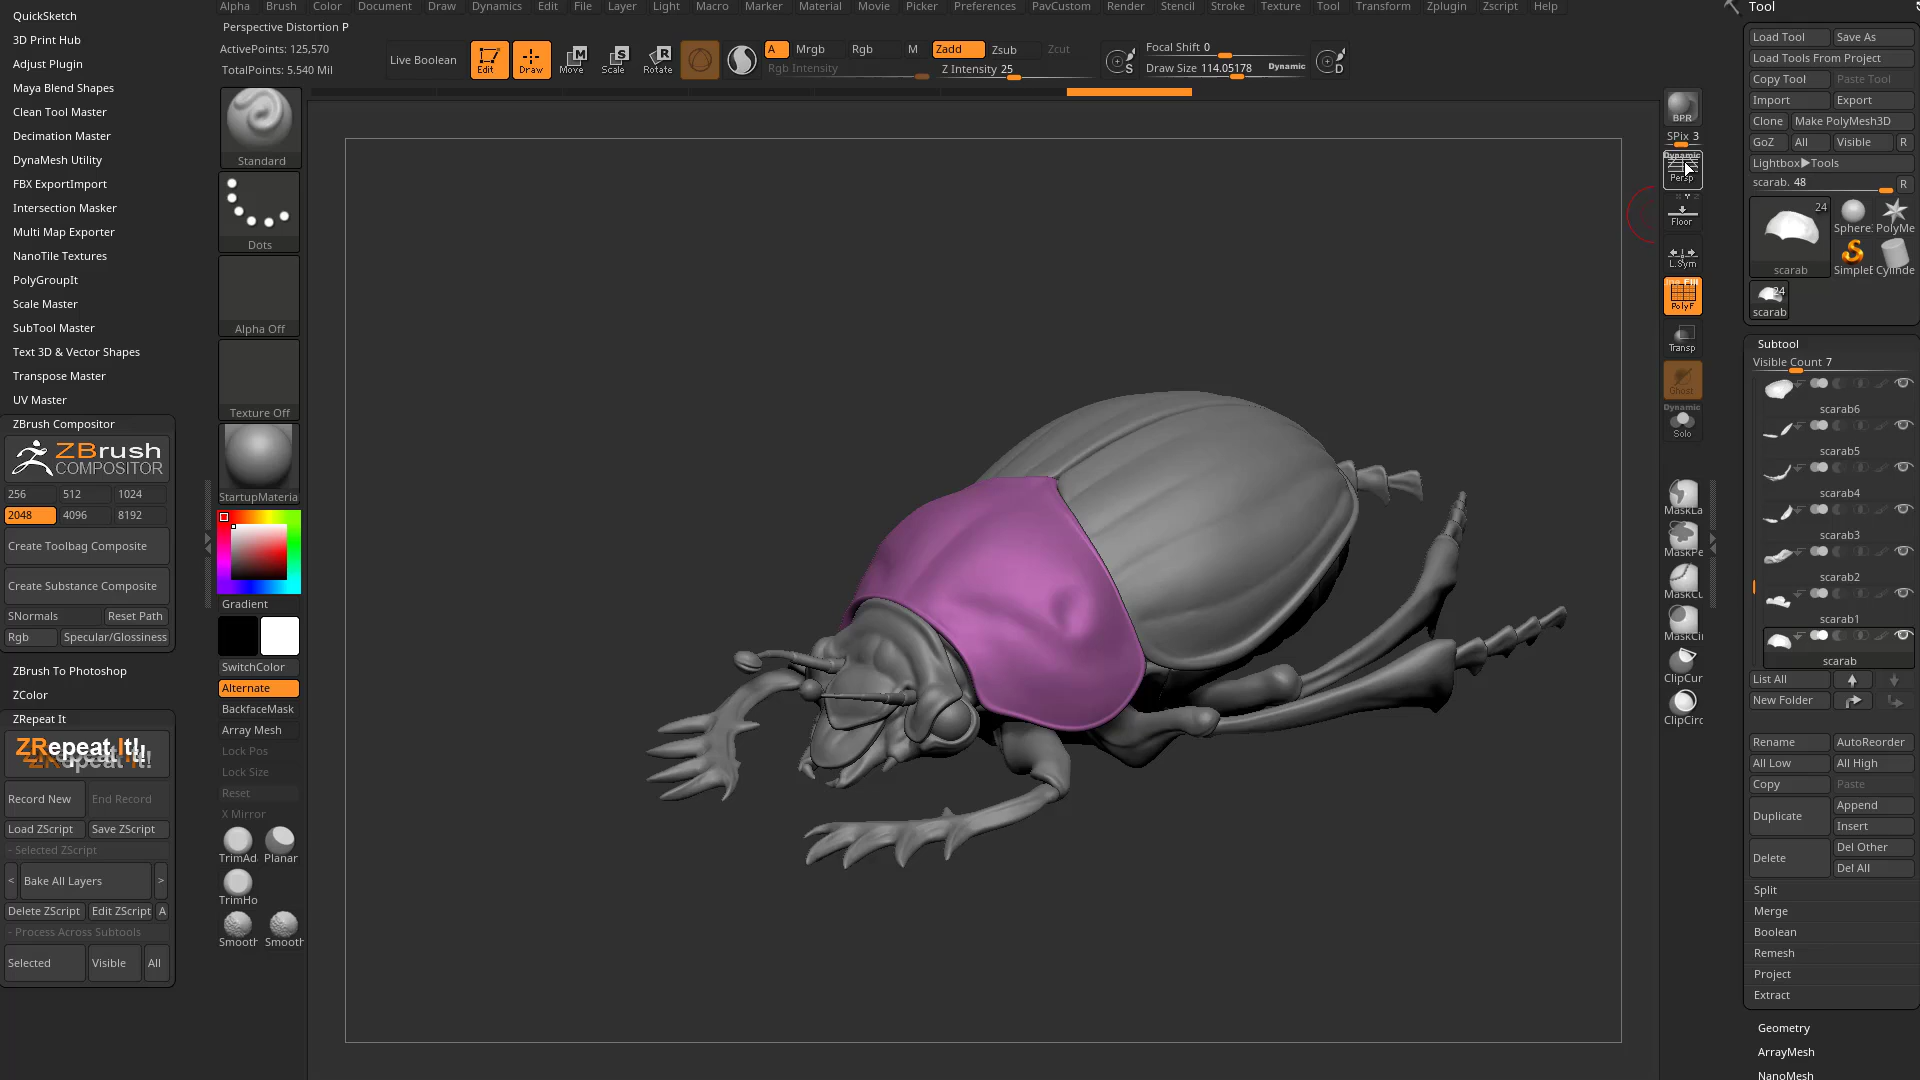 Alpha Brush Color Document Draw Dynamics Edit File Layer Light Macro Marker Material Movie Picker Preferences PavCustom Render Stencil Stroke Texture Tool Transform Zplugin Zscript Help
Perspective Distortion P
ActivePoints: 125,570
TotalPoints: 5.540 Mil
Live Boolean
Edit
Draw
Move
Scale
Rotate
A Mrgb Rgb M Zadd Zsub Zcut
Rgb Intensity Z Intensity 25
Focal Shift 0
Draw Size 114.05178 Dynamic
S
D
QuickSketch
3D Print Hub
Adjust Plugin
Maya Blend Shapes
Clean Tool Master
Decimation Master
DynaMesh Utility
FBX ExportImport
Intersection Masker
Multi Map Exporter
NanoTile Textures
PolyGroupIt
Scale Master
SubTool Master
Text 3D & Vector Shapes
Transpose Master
UV Master
ZBrush Compositor
ZBrush
COMPOSITOR
256 512 1024
2048 4096 8192
Create Toolbag Composite
Create Substance Composite
SNormals Reset Path
Rgb Specular/Glossiness
ZBrush To Photoshop
ZColor
ZRepeat It
ZRepeat It!
Record New End Record
Load ZScript Save ZScript
- Selected ZScript
< Bake All Layers >
Delete ZScript Edit ZScript A
- Process Across Subtools
Selected Visible All
Standard
Dots
Alpha Off
Texture Off
StartupMateria
Gradient
SwitchColor
Alternate
BackfaceMask
Array Mesh
Lock Pos
Lock Size
Reset
X Mirror
TrimAd Planar
TrimHo
Smooth Smooth
BPR
SPix 3
Dynamic
Persp
Floor
L.Sym
PolyF
Transp
Ghost
Dynamic
Solo
MaskLa
MaskPe
MaskCu
MaskCir
ClipCur
ClipCirc
Tool
Load Tool Save As
Load Tools From Project
Copy Tool Paste Tool
Import Export
Clone Make PolyMesh3D
GoZ All Visible R
Lightbox▶Tools
scarab. 48 R
24
scarab
Sphere: PolyMe
SimpleE Cylinde
24
scarab
Subtool
Visible Count 7
scarab6
scarab5
scarab4
scarab3
scarab2
scarab1
scarab
List All
New Folder
Rename AutoReorder
All Low All High
Copy Paste
Duplicate Append
Insert
Delete Del Other
Del All
Split
Merge
Boolean
Remesh
Project
Extract
Geometry
ArrayMesh
NanoMesh